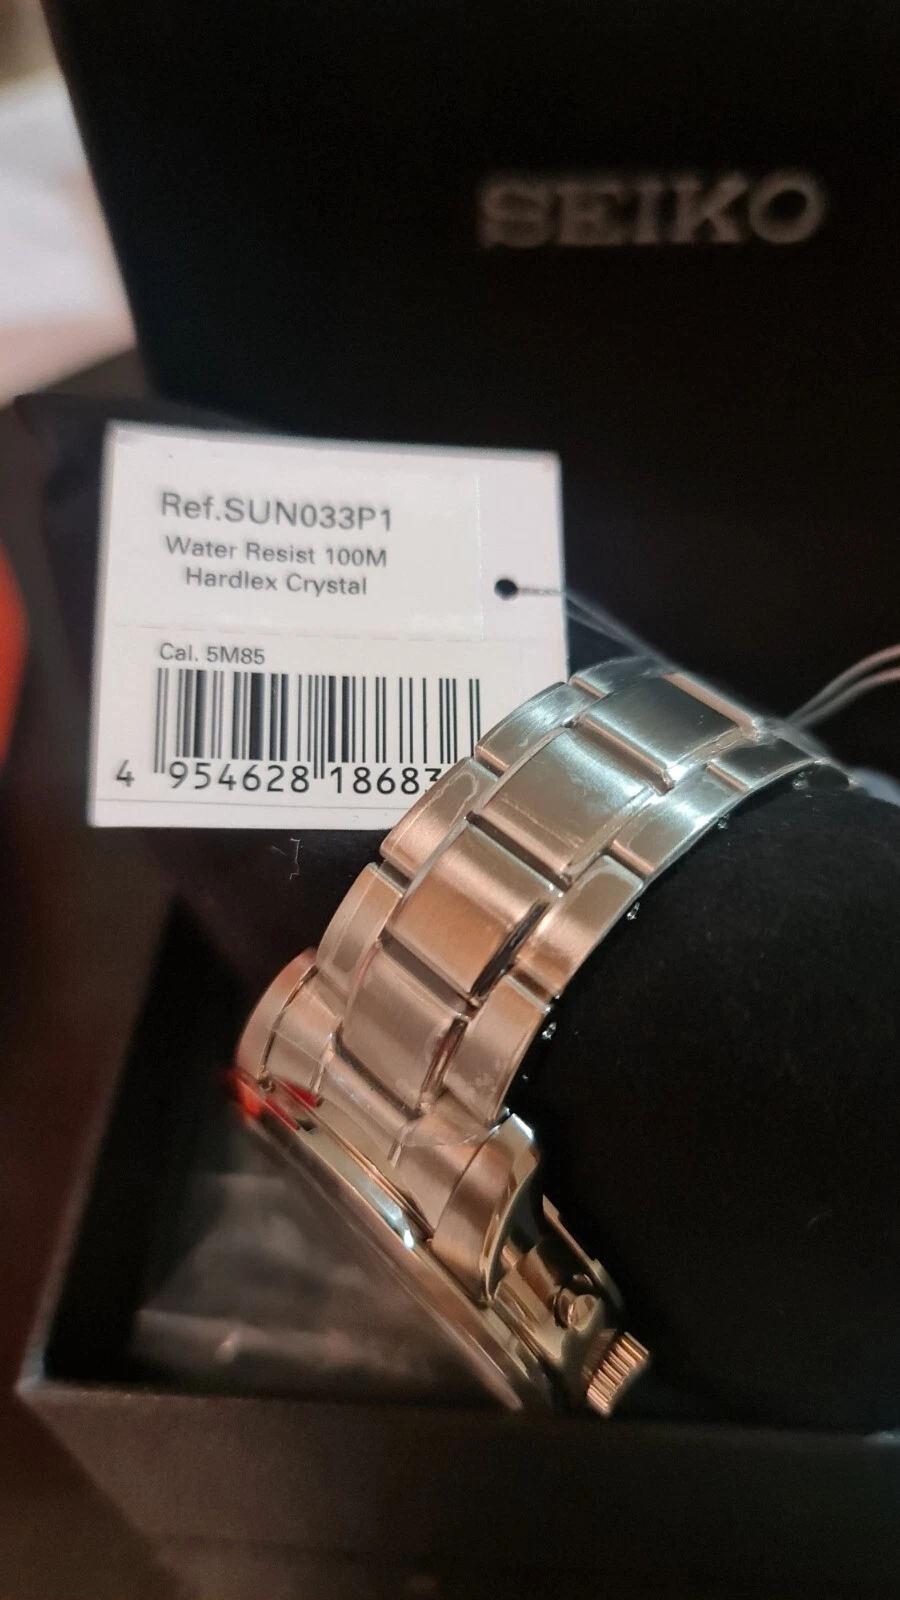 SEIKO
Ref.SUN033P1
Water Resist 100M
Hardlex Crystal
Cal. 5M85
4 954628 18683